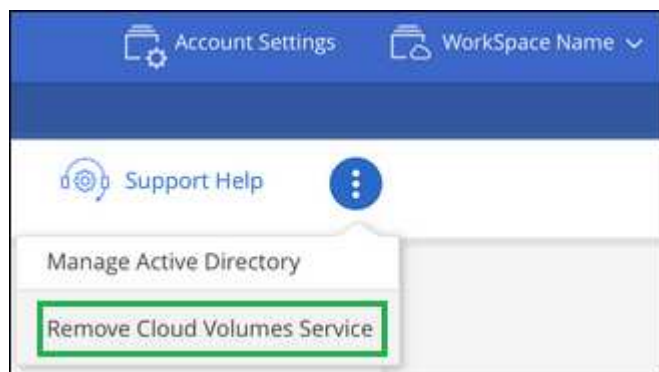 Account Settings
WorkSpace Name
Support Help
Manage Active Directory
Remove Cloud Volumes Service